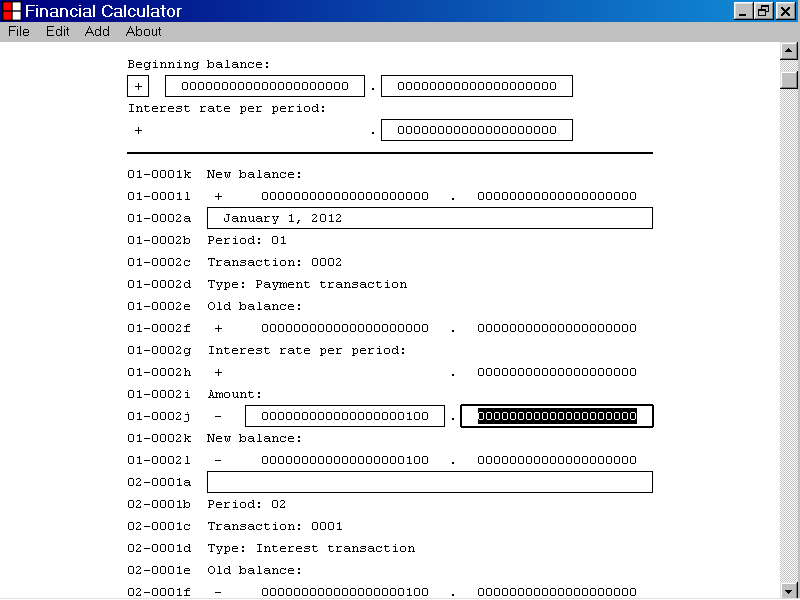 Financial Calculator
File Edit Add About
Beginning balance:
+ 000000000000000000000 . 00000000000000000000
Interest rate per period:
+ . 00000000000000000000
01-0001k New balance:
01-0001l + 000000000000000000000 . 00000000000000000000
01-0002a January 1, 2012
01-0002b Period: 01
01-0002c Transaction: 0002
01-0002d Type: Payment transaction
01-0002e Old balance:
01-0002f + 000000000000000000000 . 00000000000000000000
01-0002g Interest rate per period:
01-0002h + . 00000000000000000000
01-0002i Amount:
01-0002j - 000000000000000000100 . 00000000000000000000
01-0002k New balance:
01-0002l - 000000000000000000100 . 00000000000000000000
02-0001a
02-0001b Period: 02
02-0001c Transaction: 0001
02-0001d Type: Interest transaction
02-0001e Old balance:
02-0001f - 000000000000000000100 . 00000000000000000000